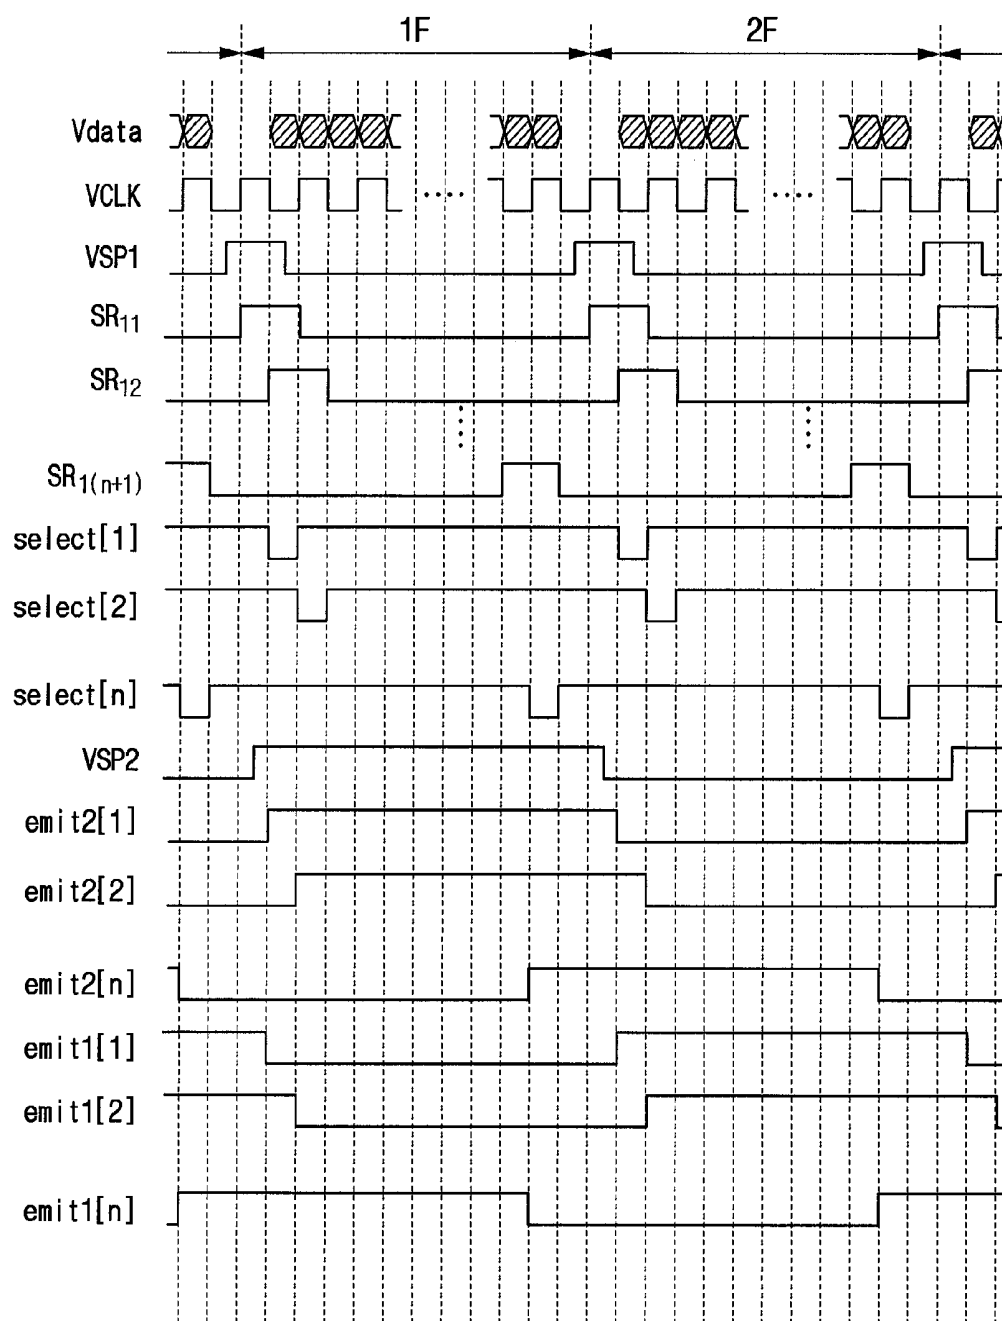 1F 2F
Vdata
VCLK
VSP1
SR11
SR12
SR1(n+1)
select[1]
select[2]
select[n]
VSP2
emit2[1]
emit2[2]
emit2[n]
emit1[1]
emit1[2]
emit1[n]